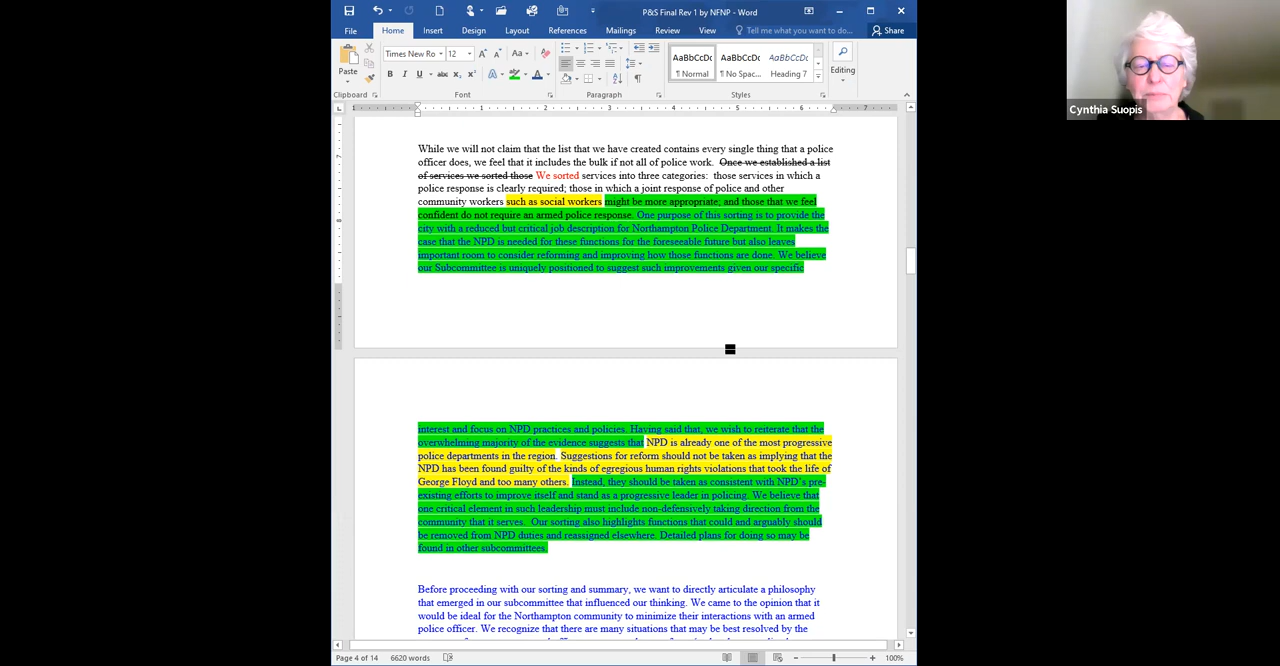 P&S Final Rev 1 by NFNP - Word
File Home Insert Design Layout References Mailings Review View Tell me what you want to do... Share
Paste
Times New Ro 12
AaBbCcDc AaBbCcDc AaBbCcDc
¶ Normal ¶ No Spac... Heading 7
Editing
Clipboard Font Paragraph Styles
1 1 2 3 4 5 6 7
While we will not claim that the list that we have created contains every single thing that a police
officer does, we feel that it includes the bulk if not all of police work. Once we established a list
of services we sorted those We sorted services into three categories: those services in which a
police response is clearly required; those in which a joint response of police and other
community workers such as social workers might be more appropriate; and those that we feel
confident do not require an armed police response. One purpose of this sorting is to provide the
city with a reduced but critical job description for Northampton Police Department. It makes the
case that the NPD is needed for these functions for the foreseeable future but also leaves
important room to consider reforming and improving how those functions are done. We believe
our Subcommittee is uniquely positioned to suggest such improvements given our specific
interest and focus on NPD practices and policies. Having said that, we wish to reiterate that the
overwhelming majority of the evidence suggests that NPD is already one of the most progressive
police departments in the region. Suggestions for reform should not be taken as implying that the
NPD has been found guilty of the kinds of egregious human rights violations that took the life of
George Floyd and too many others. Instead, they should be taken as consistent with NPD's pre-
existing efforts to improve itself and stand as a progressive leader in policing. We believe that
one critical element in such leadership must include non-defensively taking direction from the
community that it serves. Our sorting also highlights functions that could and arguably should
be removed from NPD duties and reassigned elsewhere. Detailed plans for doing so may be
found in other subcommittees.
Before proceeding with our sorting and summary, we want to directly articulate a philosophy
that emerged in our subcommittee that influenced our thinking. We came to the opinion that it
would be ideal for the Northampton community to minimize their interactions with an armed
police officer. We recognize that there are many situations that may be best resolved by the
Page 4 of 14 6620 words 100%
Cynthia Suopis